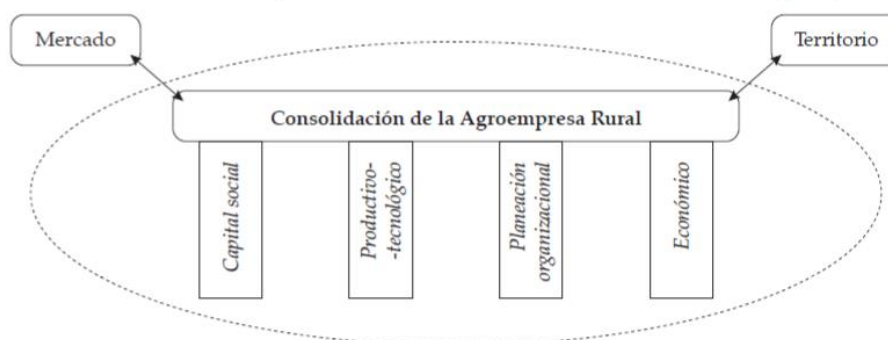 Mercado
Territorio
Consolidación de la Agroempresa Rural
Capital social
Productivo-
-tecnológico
Planeación
organizacional
Económico